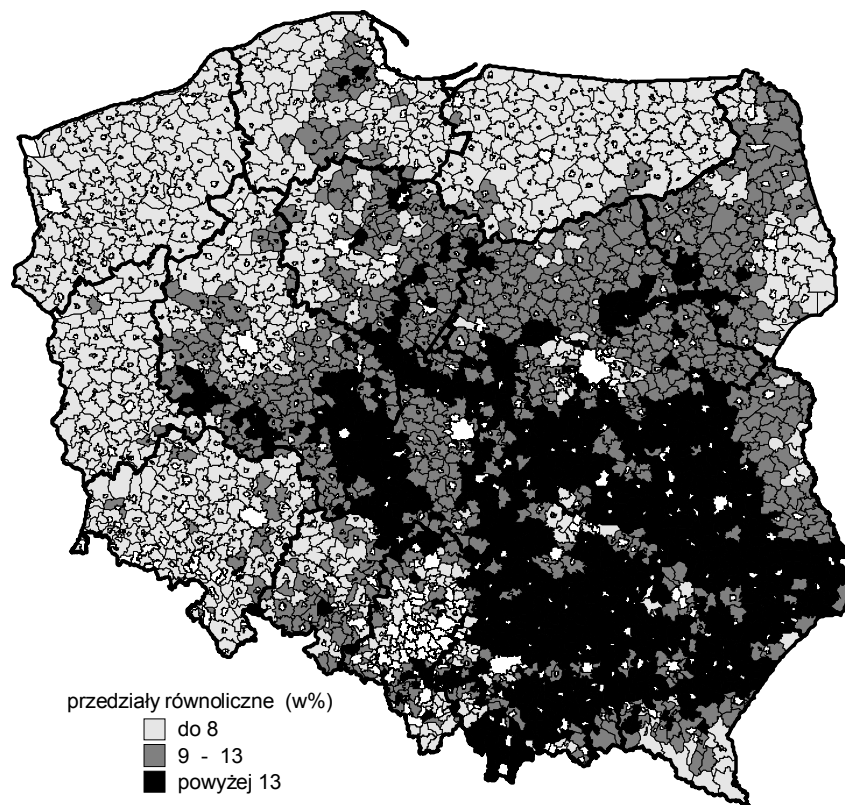 przedziały równoliczne (w%)
do 8
9 - 13
powyżej 13